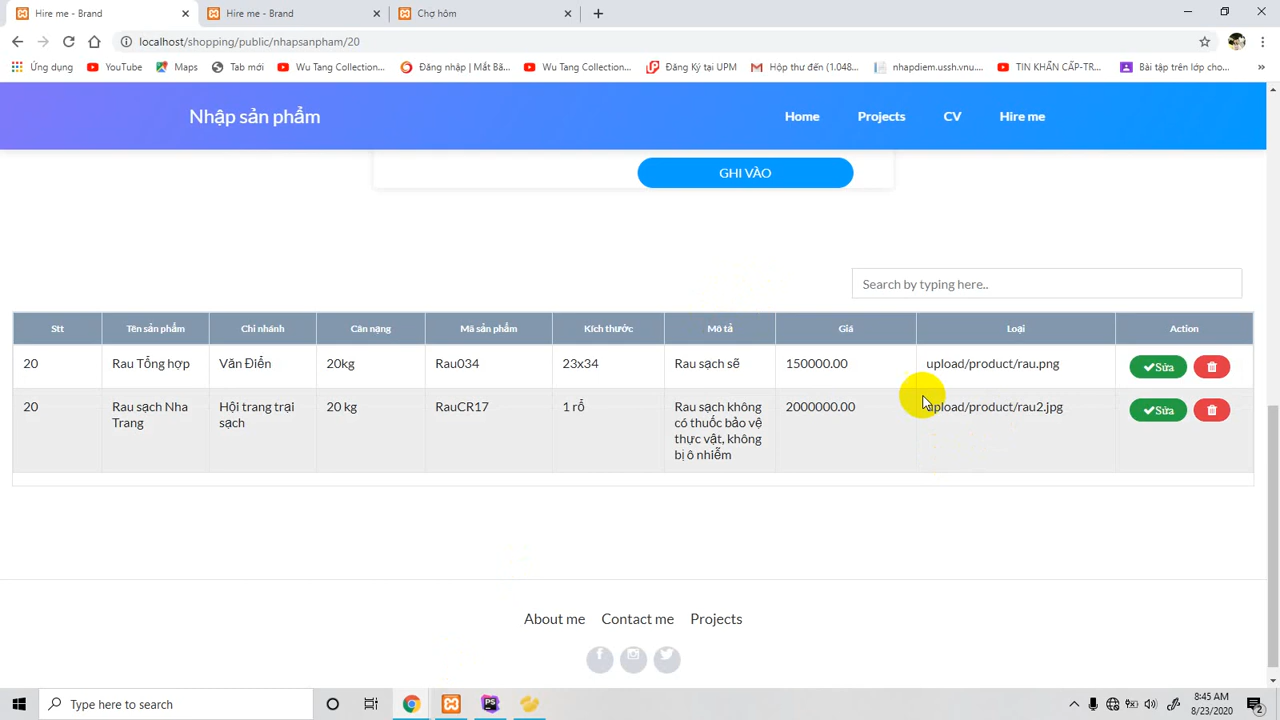 Hire me - Brand
Hire me - Brand
Chợ hôm
localhost/shopping/public/nhapsanpham/20
Ứng dụng
YouTube
Maps
Tab mới
Wu Tang Collection...
Đăng nhập | Mắt Bã...
Wu Tang Collection...
Đăng Ký tại UPM
Hộp thư đến (1.048...
nhapdiem.ussh.vnu....
TIN KHẨN CẤP-TR...
Bài tập trên lớp cho...
»
Nhập sản phẩm
Home
Projects
CV
Hire me
GHI VÀO
Search by typing here..
Stt Tên sản phẩm Chi nhánh Cân nặng Mã sản phẩm Kích thước Mô tả Giá Loại Action
20 Rau Tổng hợp Văn Điển 20kg Rau034 23x34 Rau sạch sẽ 150000.00 upload/product/rau.png Sửa
20 Rau sạch Nha Hội trang trại 20 kg RauCR17 1 rổ Rau sạch không 2000000.00 upload/product/rau2.jpg Sửa
Trang sạch có thuốc bảo vệ
thực vật, không
bị ô nhiễm
About me
Contact me
Projects
Type here to search
PS
8:45 AM
8/23/2020
2